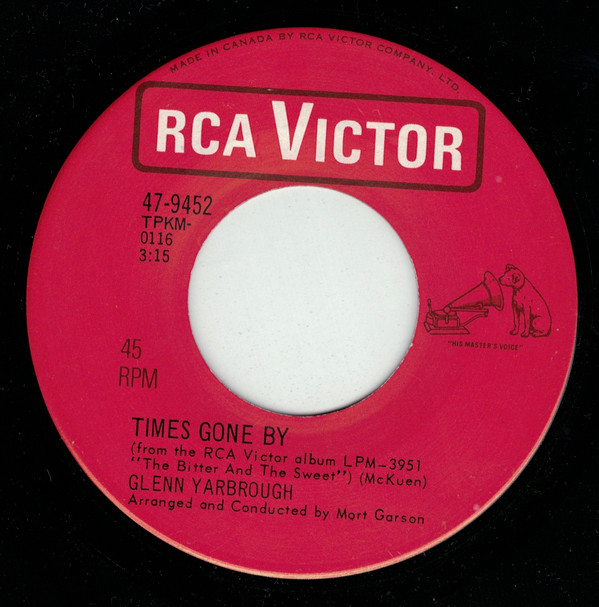 MADE IN CANADA BY RCA VICTOR COMPANY, LTD.
RCA VICTOR
47-9452
TPKM-
0116
3:15
"HIS MASTER'S VOICE"
45
RPM
TIMES GONE BY
(from the RCA Victor album LPM-3951
"The Bitter And The Sweet") (McKuen)
GLENN YARBROUGH
Arranged and Conducted by Mort Garson